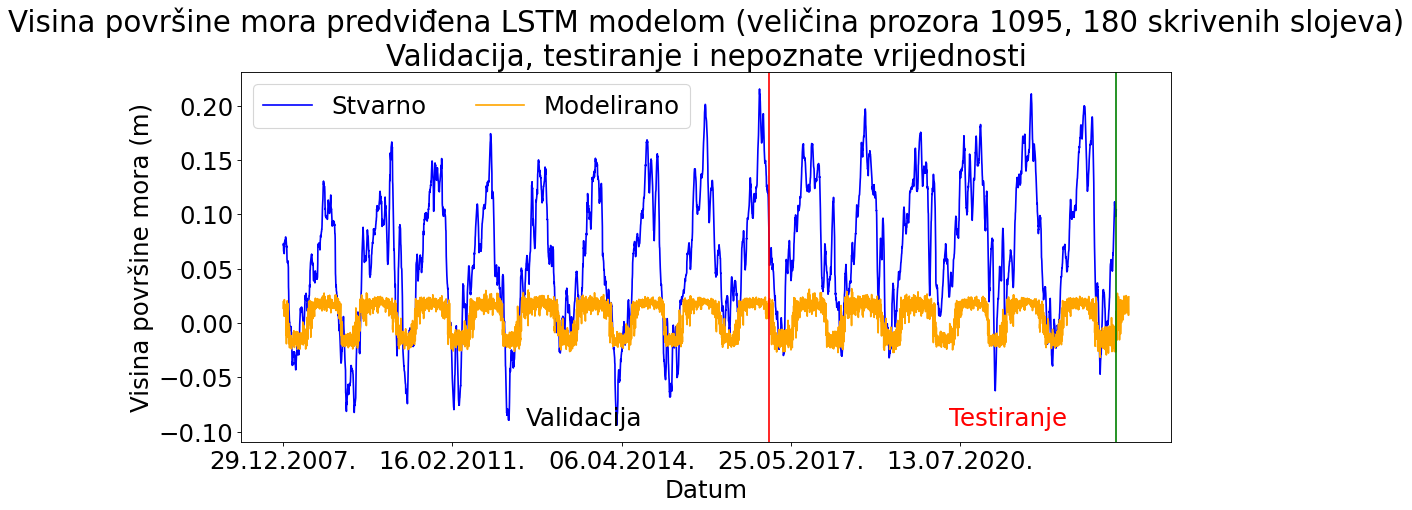 Visina površine mora predviđena LSTM modelom (veličina prozora 1095, 180 skrivenih slojeva)
Validacija, testiranje i nepoznate vrijednosti
Stvarno
Modelirano
Visina površine mora (m)
0.20
0.15
0.10
0.05
0.00
−0.05
−0.10
Validacija
Testiranje
29.12.2007.
16.02.2011.
06.04.2014.
25.05.2017.
13.07.2020.
Datum